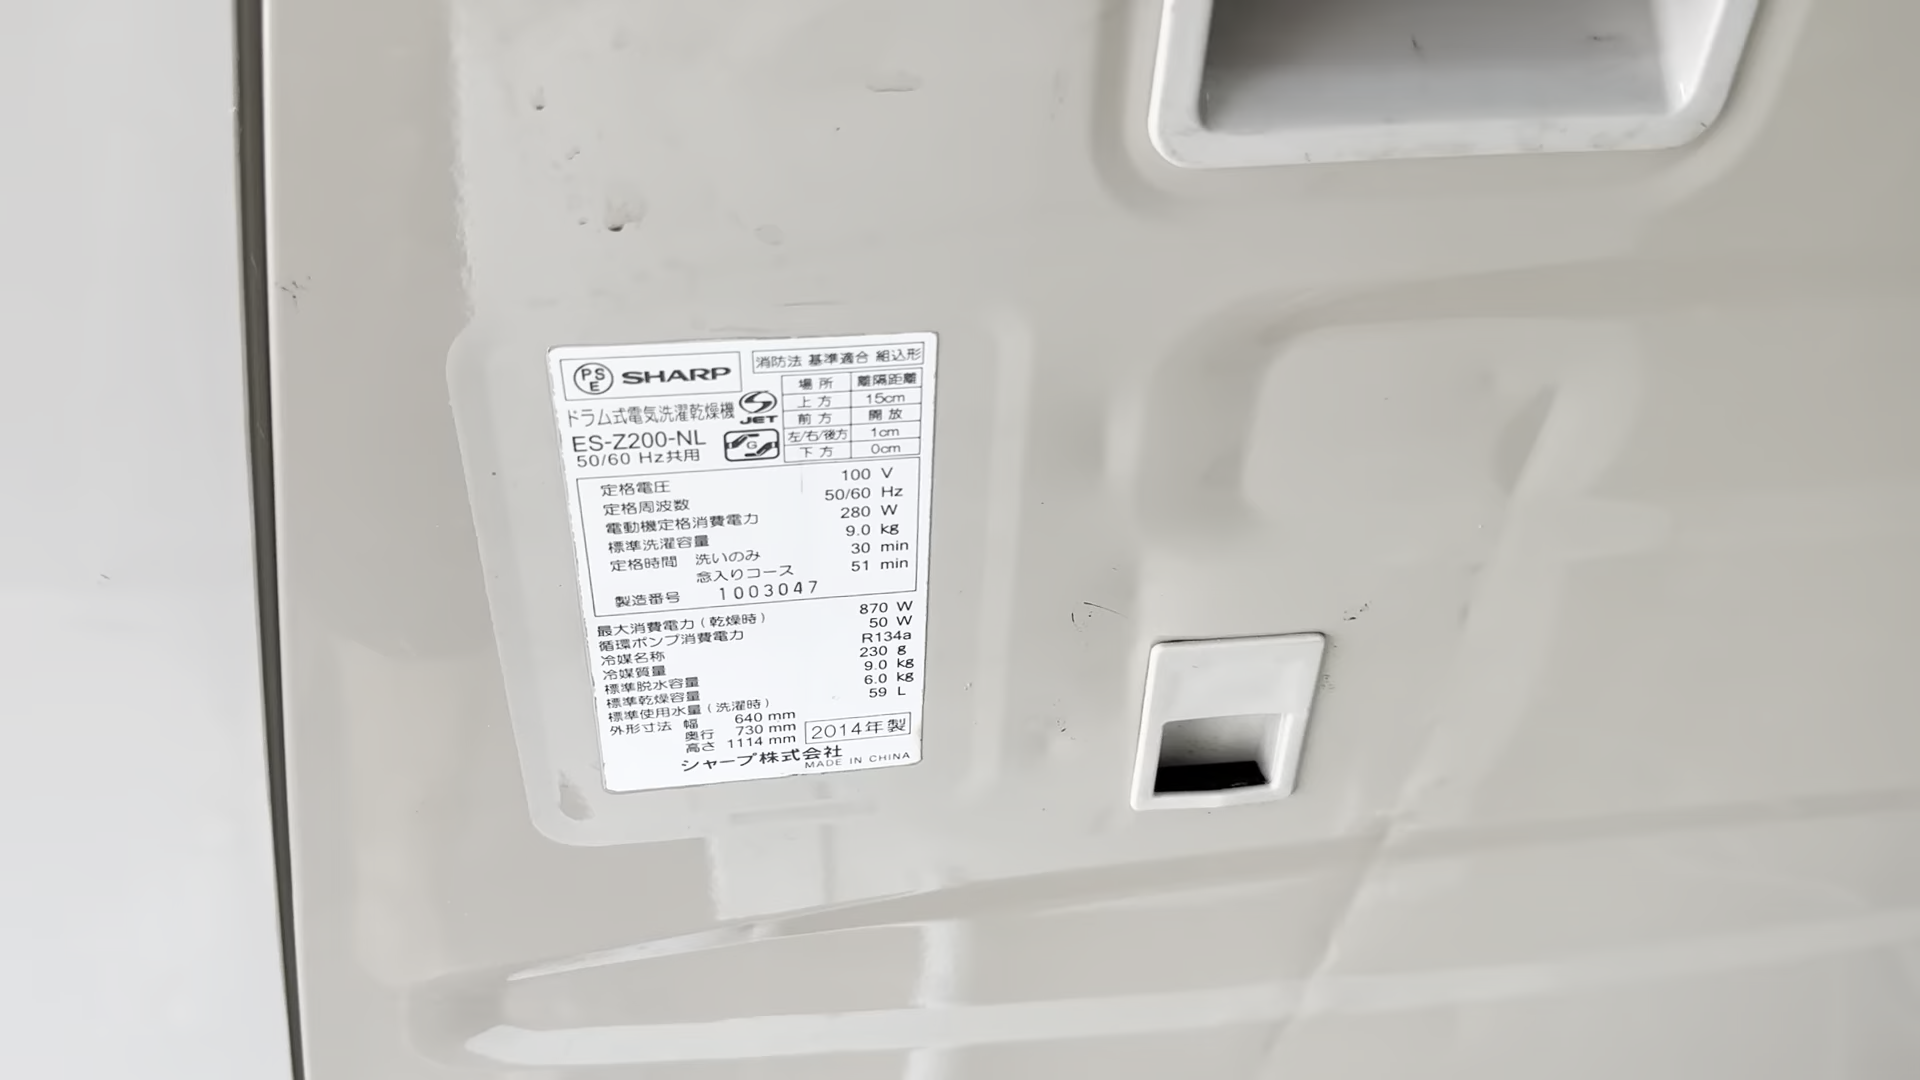 PSE SHARP
消防法 基準適合 組込形
場所 離隔距離
上方 15cm
前方 開放
左/右/後方 1cm
下方 0cm
ドラム式電気洗濯乾燥機
JET
ES-Z200-NL
G
50/60 Hz共用
定格電圧 100 V
定格周波数 50/60 Hz
電動機定格消費電力 280 W
標準洗濯容量 9.0 kg
定格時間 洗いのみ 30 min
念入りコース 51 min
製造番号 1003047
最大消費電力(乾燥時) 870 W
循環ポンプ消費電力 50 W
冷媒名称 R134a
冷媒質量 230 g
標準脱水容量 9.0 kg
標準乾燥容量 6.0 kg
標準使用水量(洗濯時) 59 L
外形寸法 幅 640 mm
奥行 730 mm
高さ 1114 mm
2014年製
シャープ株式会社
MADE IN CHINA